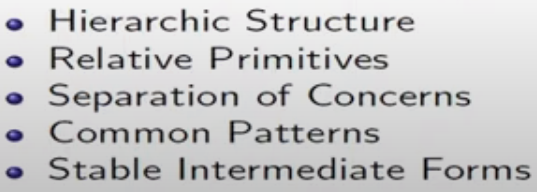 Hierarchic Structure
Relative Primitives
Separation of Concerns
Common Patterns
Stable Intermediate Forms